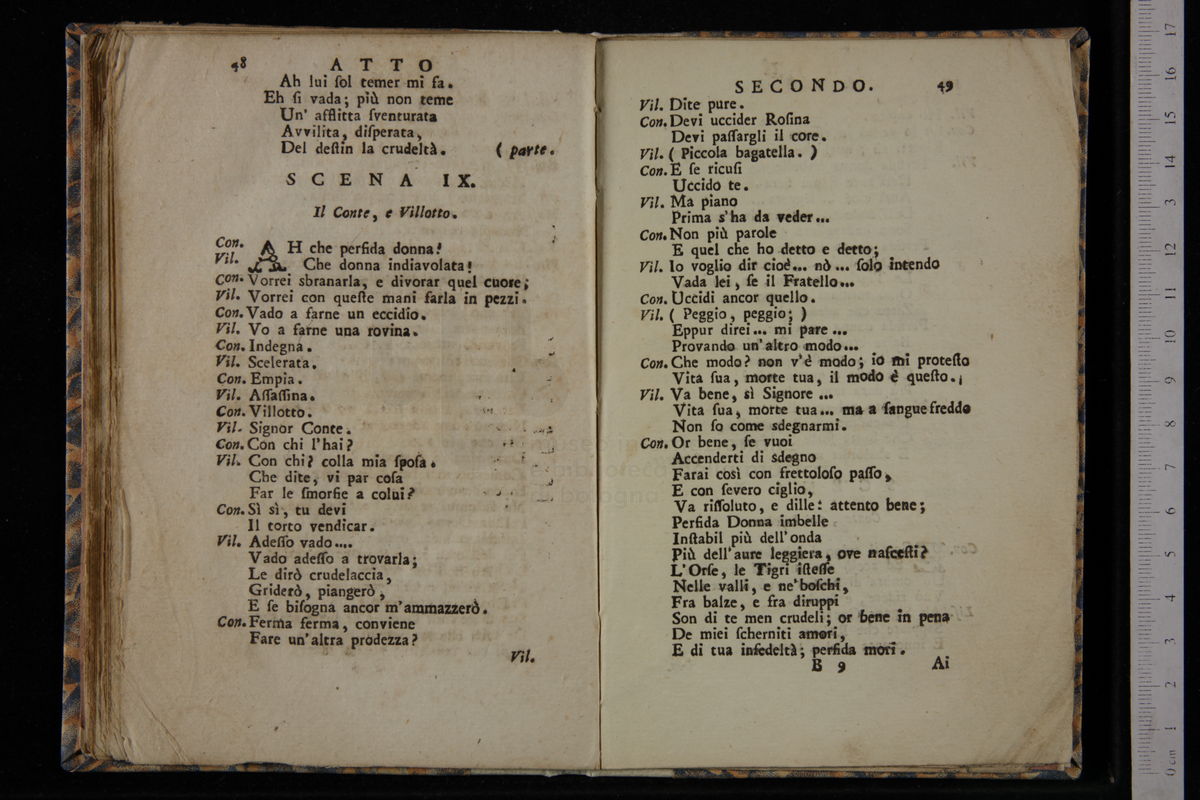 48 ATTO
Ah lui ſol temer mi fa.
Eh ſi vada; più non teme
Un' afflitta ſventurata
Avvilita, diſperata,
Del deſtin la crudeltà. ( parte.
SCENA IX.
Il Conte, e Villotto.
Con. AH che perfida donna!
Vil. Che donna indiavolata!
Con. Vorrei sbranarla, e divorar quel cuore;
Vil. Vorrei con queſte mani farla in pezzi.
Con. Vado a farne un eccidio.
Vil. Vo a farne una rovina.
Con. Indegna.
Vil. Scelerata.
Con. Empia.
Vil. Aſſaſſina.
Con. Villotto.
Vil. Signor Conte.
Con. Con chi l'hai?
Vil. Con chi? colla mia ſpoſa.
Che dite, vi par coſa
Far le ſmorfie a colui?
Con. Sì sì, tu devi
Il torto vendicar.
Vil. Adeſſo vado....
Vado adeſſo a trovarla;
Le dirò crudelaccia,
Griderò, piangerò,
E ſe biſogna ancor m'ammazzerò.
Con. Ferma ferma, conviene
Fare un'altra prodezza?
Vil.
SECONDO. 49
Vil. Dite pure.
Con. Devi uccider Roſina
Devi paſſargli il core.
Vil. ( Piccola bagatella. )
Con. E ſe ricuſi
Uccido te.
Vil. Ma piano
Prima s'ha da veder...
Con. Non più parole
E quel che ho detto e detto;
Vil. Io voglio dir cioè... nò... ſolo intendo
Vada lei, ſe il Fratello...
Con. Uccidi ancor quello.
Vil. ( Peggio, peggio; )
Eppur direi... mi pare...
Provando un'altro modo...
Con. Che modo? non v'è modo; io mi proteſto
Vita ſua, morte tua, il modo è queſto.
Vil. Va bene, sì Signore...
Vita ſua, morte tua... ma a ſangue freddo
Non ſo come sdegnarmi.
Con. Or bene, ſe vuoi
Accenderti di sdegno
Farai così con frettoloſo paſſo,
E con ſevero ciglio,
Va riſſoluto, e dille: attento bene;
Perfida Donna imbelle
Inſtabil più dell'onda
Più dell'aure leggiera, ove naſceſti?
L'Orſe, le Tigri iſteſſe
Nelle valli, e ne'boſchi,
Fra balze, e fra diruppi
Son di te men crudeli; or bene in pena
De miei ſcherniti amori,
E di tua infedeltà; perfida mori.
B 9 Ai